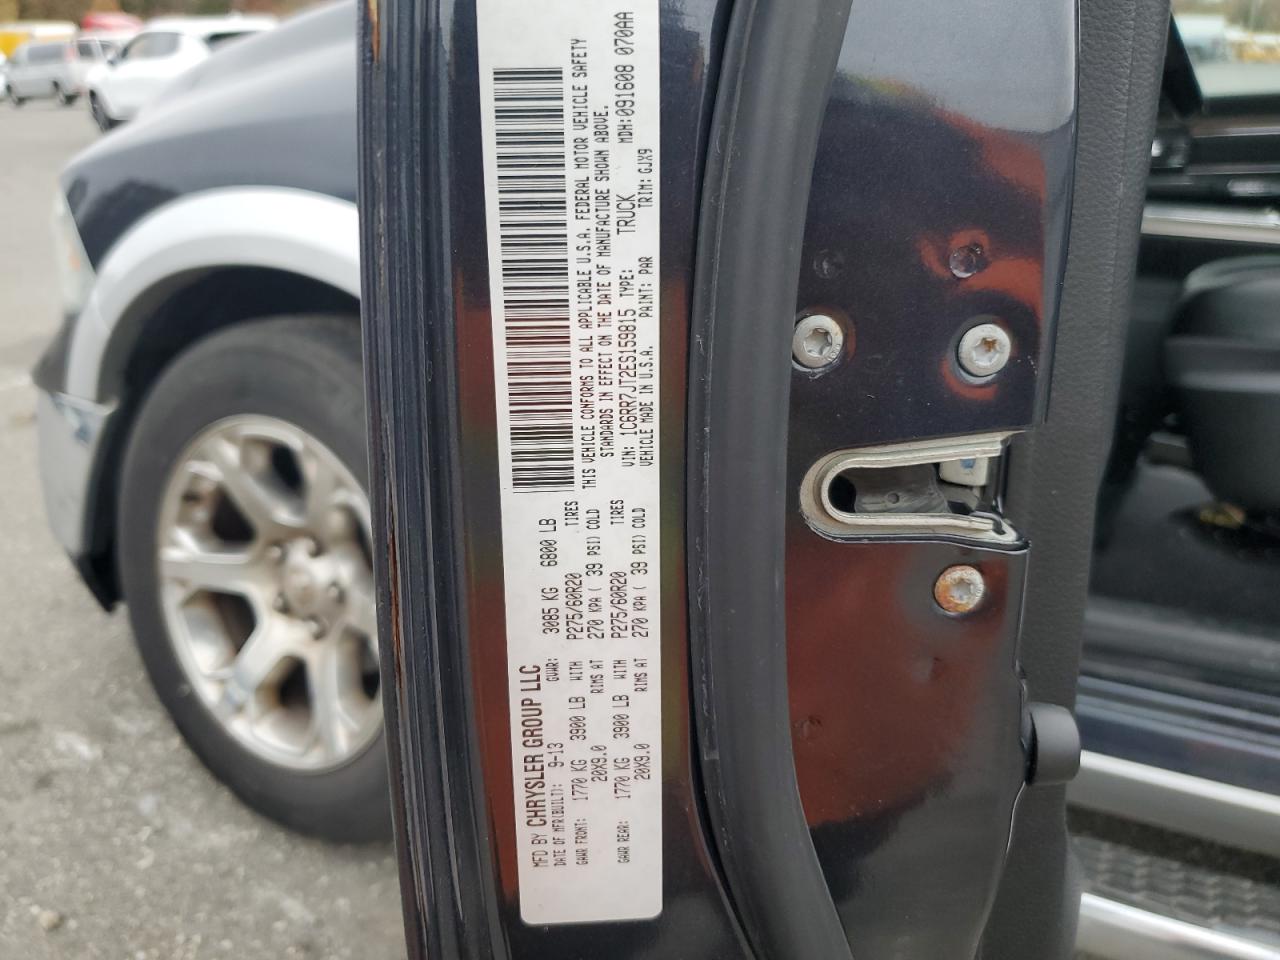 MFD BY CHRYSLER GROUP LLC
DATE OF MFR(BUILT): 9-13 GVWR: 3085 KG 6800 LB
GAWR FRONT: 1770 KG 3900 LB WITH P275/60R20 TIRES
20X9.0 RIMS AT 270 KPA ( 39 PSI) COLD
GAWR REAR: 1770 KG 3900 LB WITH P275/60R20 TIRES
20X9.0 RIMS AT 270 KPA ( 39 PSI) COLD
THIS VEHICLE CONFORMS TO ALL APPLICABLE U.S.A. FEDERAL MOTOR VEHICLE SAFETY
STANDARDS IN EFFECT ON THE DATE OF MANUFACTURE SHOWN ABOVE.
VIN: 1C6RR7JT2ES159815 TYPE: TRUCK MDH:091608 070AA
VEHICLE MADE IN U.S.A. PAINT: PAR TRIM: GJX9